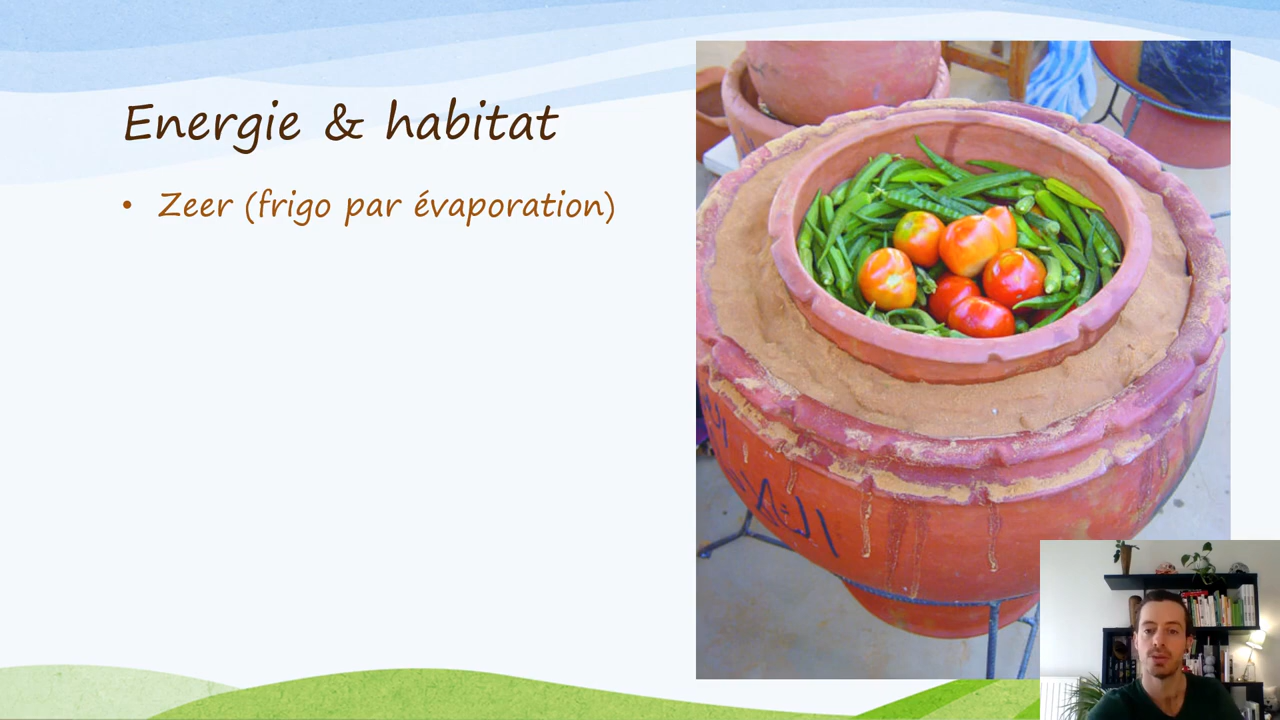 Energie & habitat
• Zeer (frigo par évaporation)